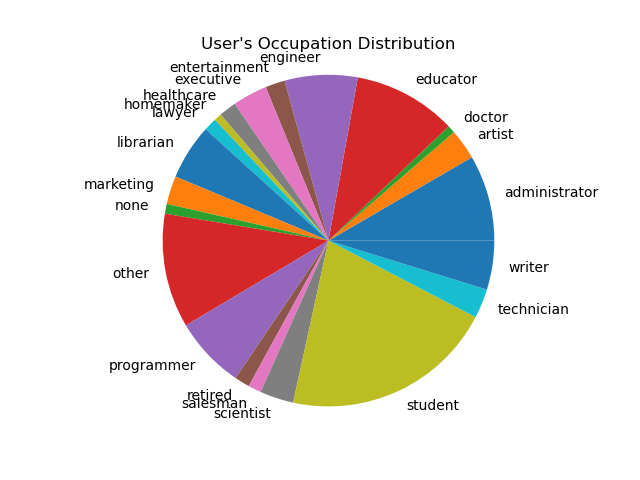 User's Occupation Distribution
engineer
entertainment
executive
educator
healthcare
homemaker
lawyer
doctor
artist
librarian
marketing
administrator
none
other
writer
technician
programmer
retired
salesman
scientist
student